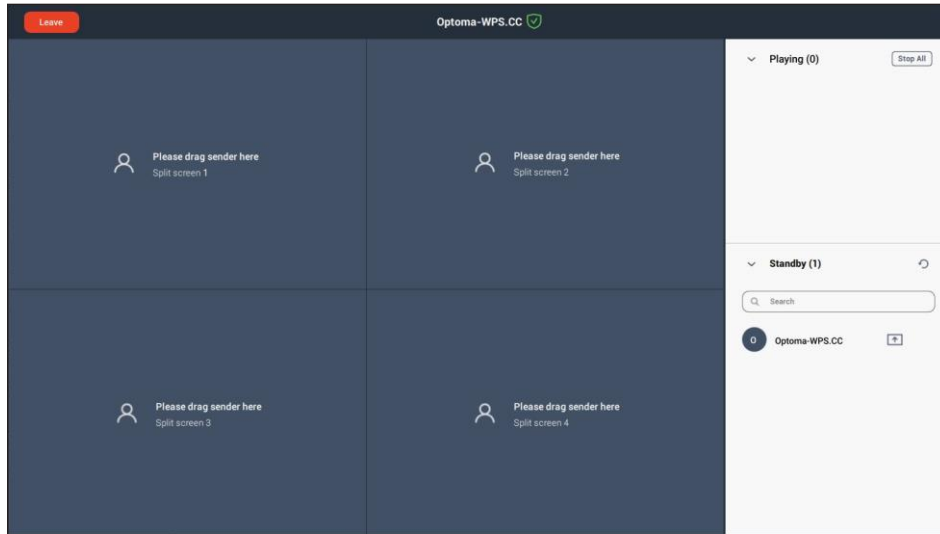 Leave
Optoma-WPS.CC
Please drag sender here
Split screen 1
Please drag sender here
Split screen 2
Please drag sender here
Split screen 3
Please drag sender here
Split screen 4
Playing (0)
Stop All
Standby (1)
Search
O
Optoma-WPS.CC